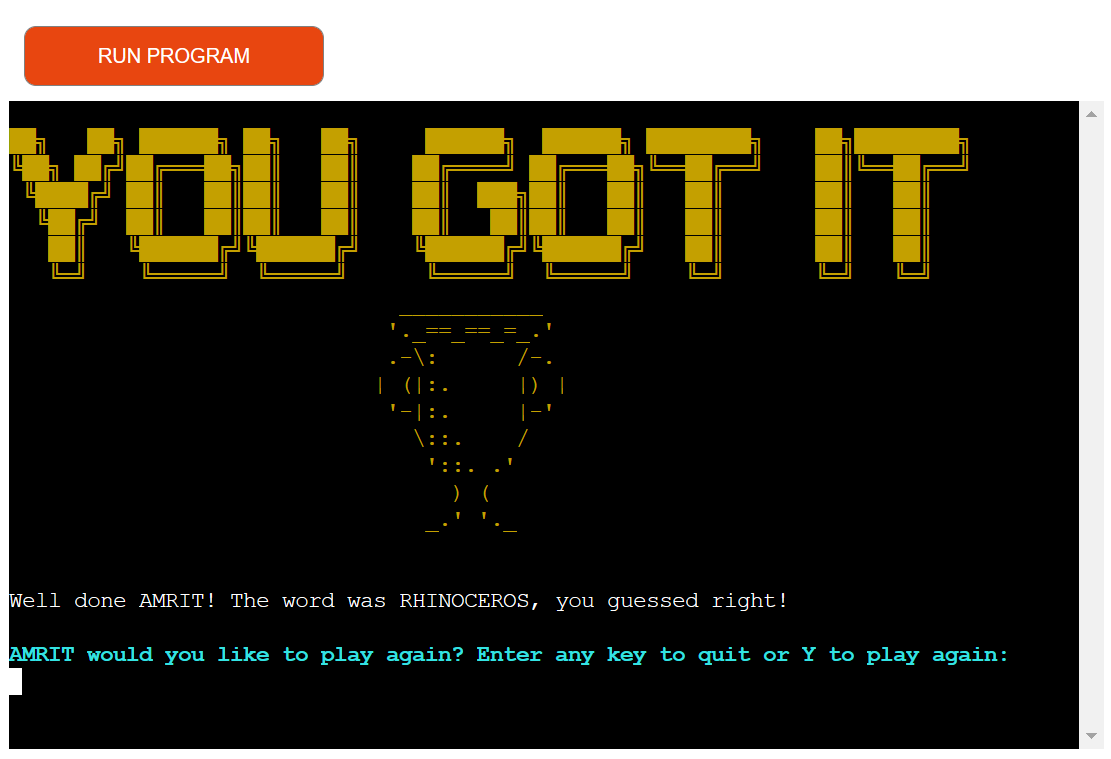 RUN PROGRAM
YOU GOT IT
Well done AMRIT! The word was RHINOCEROS, you guessed right!
AMRIT would you like to play again? Enter any key to quit or Y to play again: